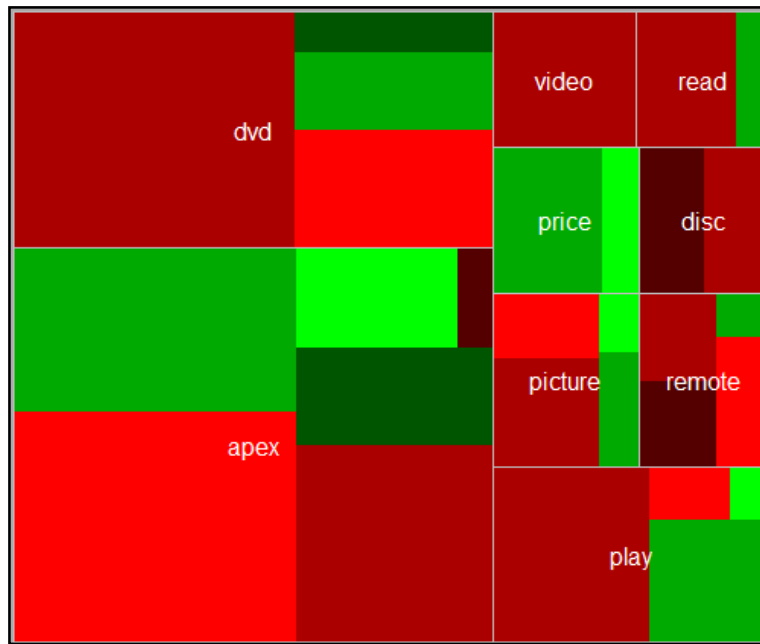 dvd
apex
video
read
price
disc
picture
remote
play